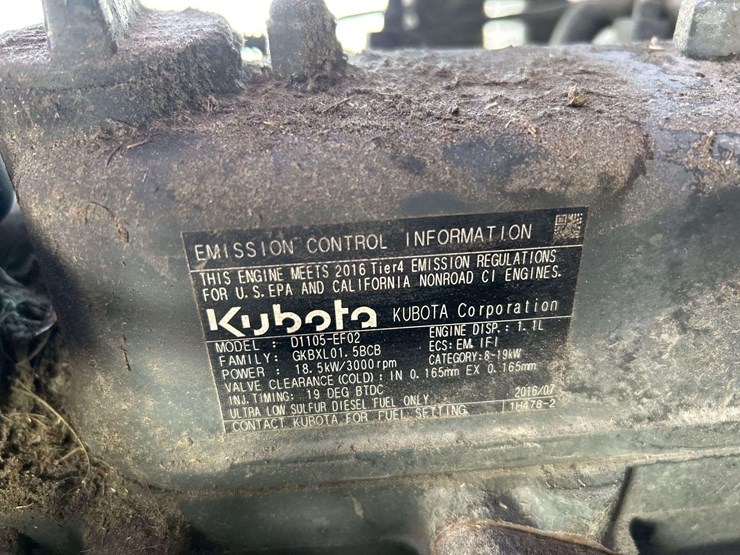 EMISSION CONTROL INFORMATION
THIS ENGINE MEETS 2016 Tier4 EMISSION REGULATIONS
FOR U.S.EPA AND CALIFORNIA NONROAD CI ENGINES.
Kubota KUBOTA Corporation
MODEL : D1105-EF02 ENGINE DISP.: 1.1L
FAMILY: GKBXL01.5BCB ECS:EM,IFI
POWER : 18.5kW/3000rpm CATEGORY:8-19kW
VALVE CLEARANCE(COLD): IN 0.165mm EX 0.165mm
INJ.TIMING: 19 DEG BTDC 2016/07
ULTRA LOW SULFUR DIESEL FUEL ONLY
CONTACT KUBOTA FOR FUEL SETTING. 1H478-2